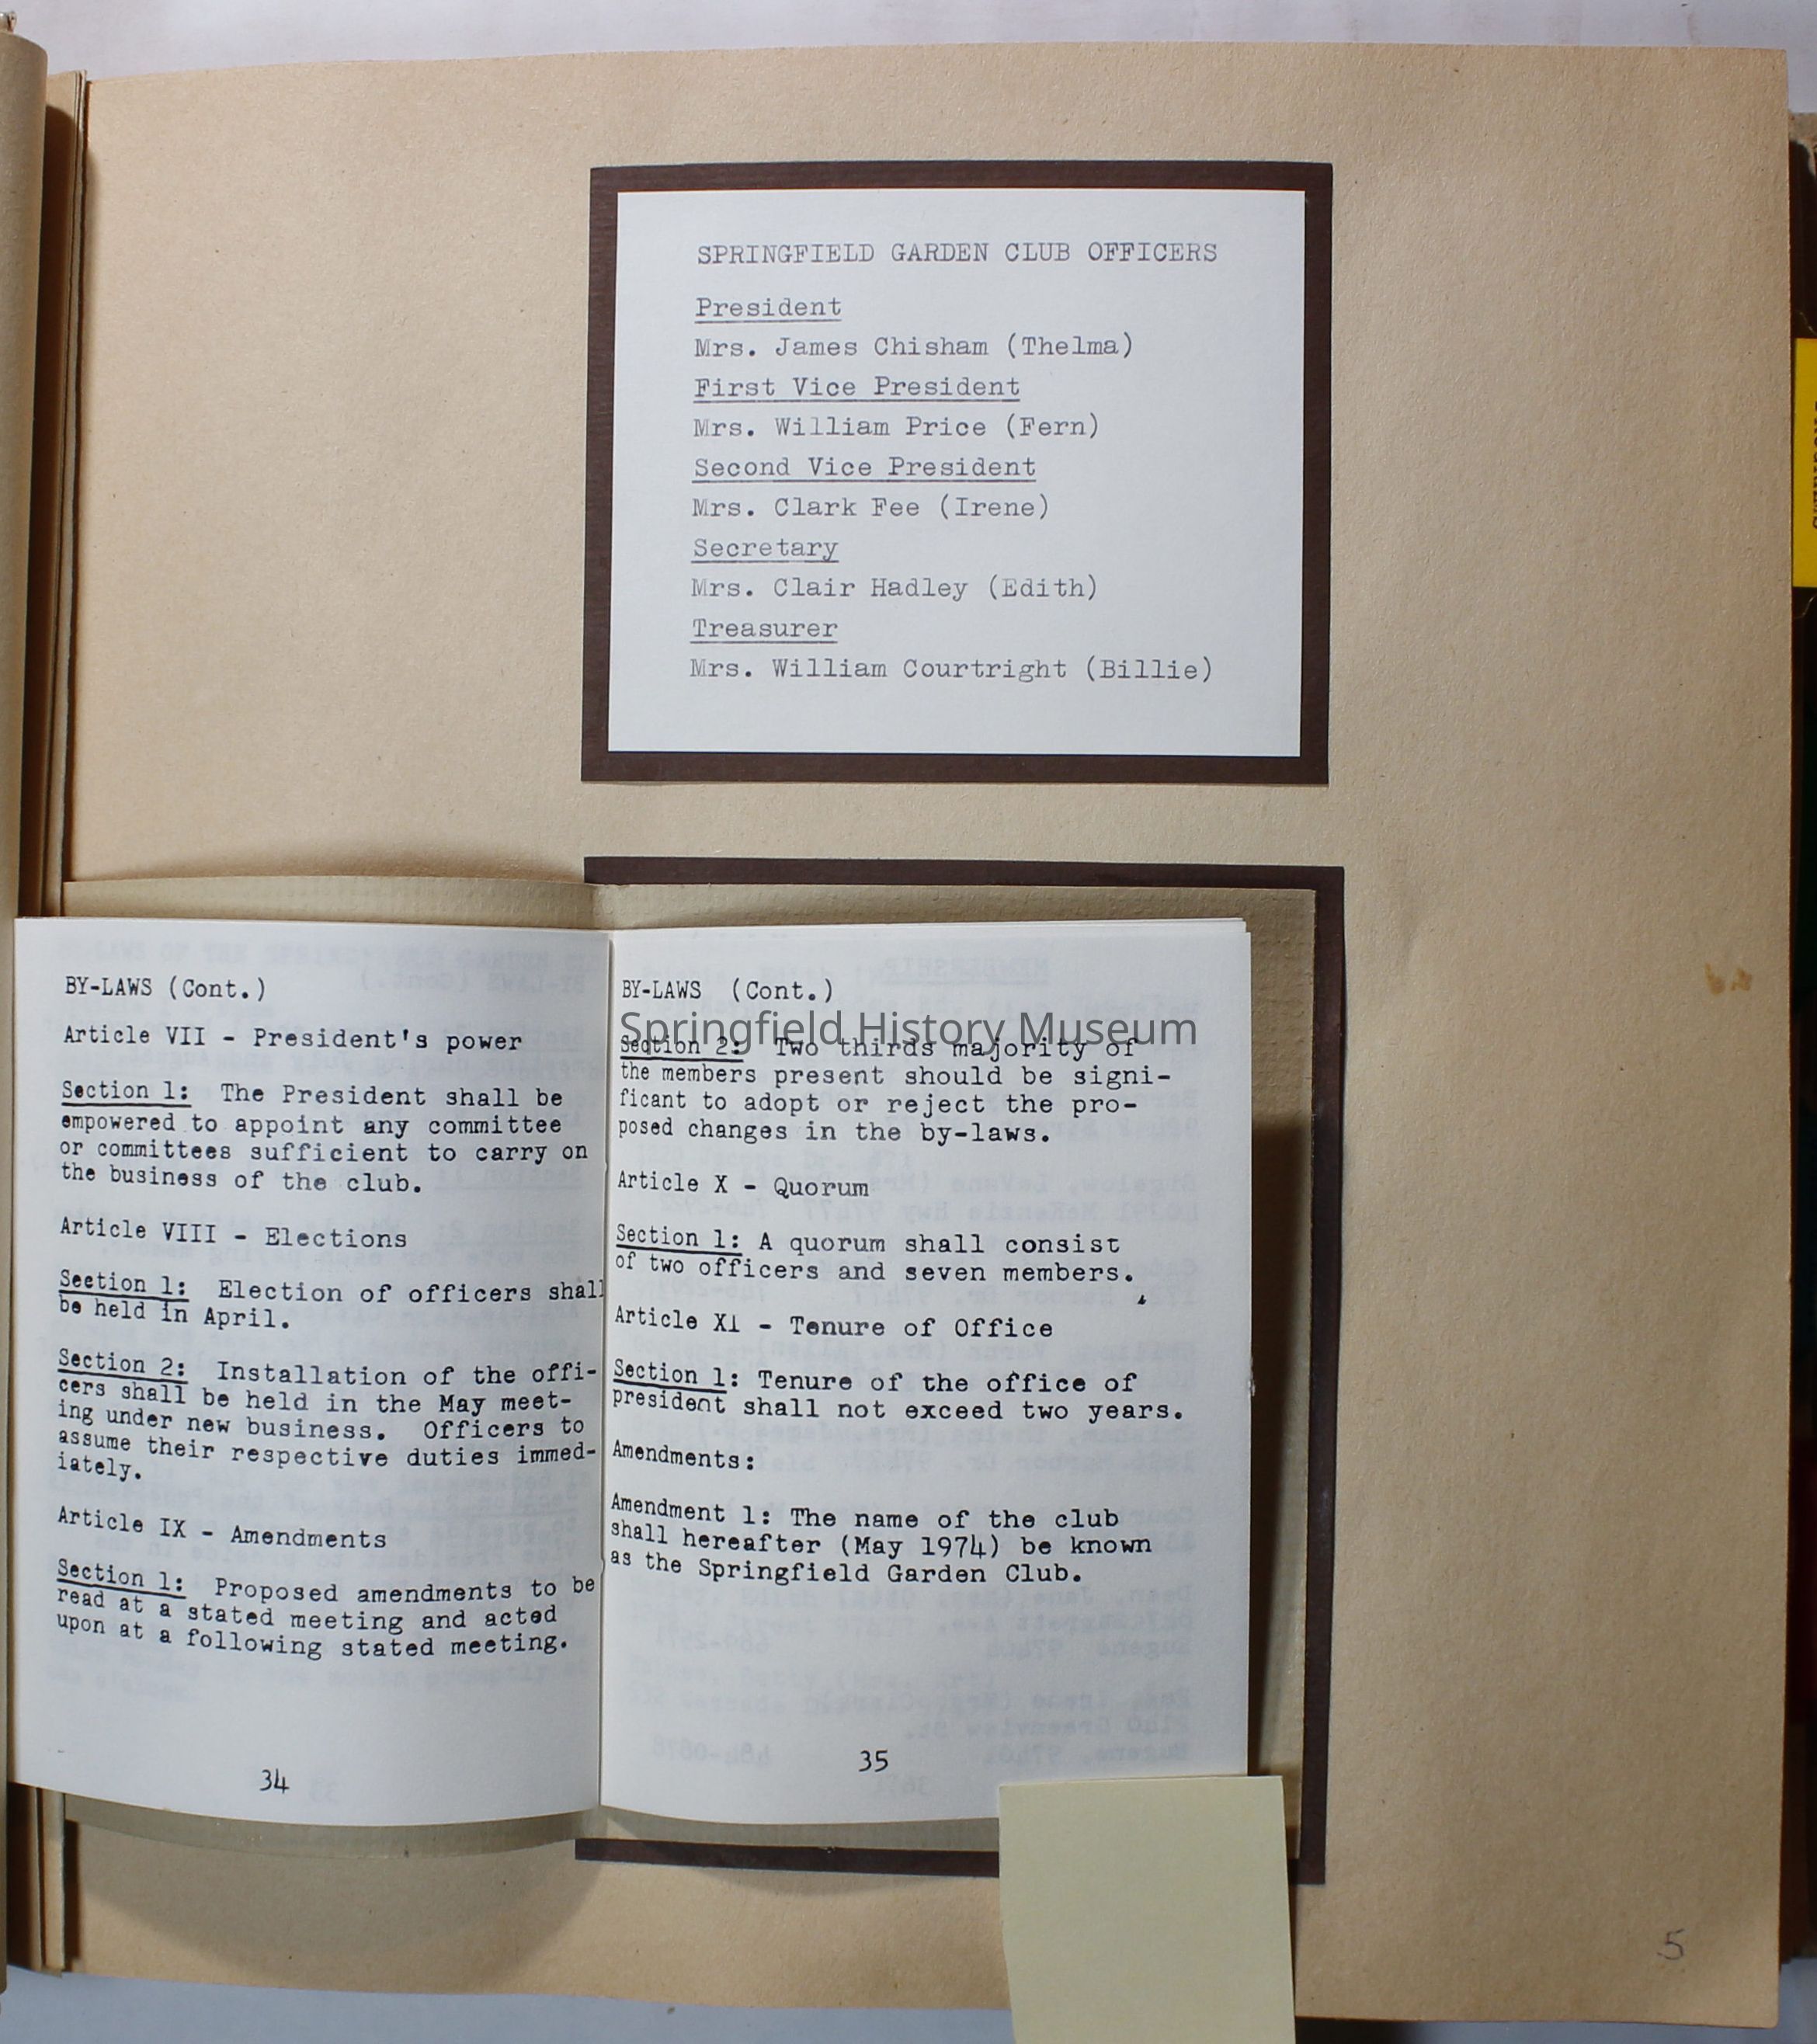 SPRINGFIELD GARDEN CLUB OFFICERS
President
Mrs. James Chisham (Thelma)
First Vice President
Mrs. William Price (Fern)
Second Vice President
Mrs. Clark Fee (Irene)
Secretary
Mrs. Clair Hadley (Edith)
Treasurer
Mrs. William Courtright (Billie)
BY-LAWS (Cont.)
Article VII - President's power
Section 1: The President shall be
empowered to appoint any committee
or committees sufficient to carry on
the business of the club.
Article VIII - Elections
Section 1: Election of officers shall
be held in April.
Section 2: Installation of the offi-
cers shall be held in the May meet-
ing under new business. Officers to
assume their respective duties immed-
iately.
Article IX - Amendments
Section 1: Proposed amendments to be
read at a stated meeting and acted
upon at a following stated meeting.
34
BY-LAWS (Cont.)
Springfield History Museum
Section 2: Two thirds majority of
the members present should be signi-
ficant to adopt or reject the pro-
posed changes in the by-laws.
Article X - Quorum
Section 1: A quorum shall consist
of two officers and seven members.
Article XI - Tenure of Office
Section 1: Tenure of the office of
president shall not exceed two years.
Amendments:
Amendment 1: The name of the club
shall hereafter (May 1974) be known
as the Springfield Garden Club.
35
5